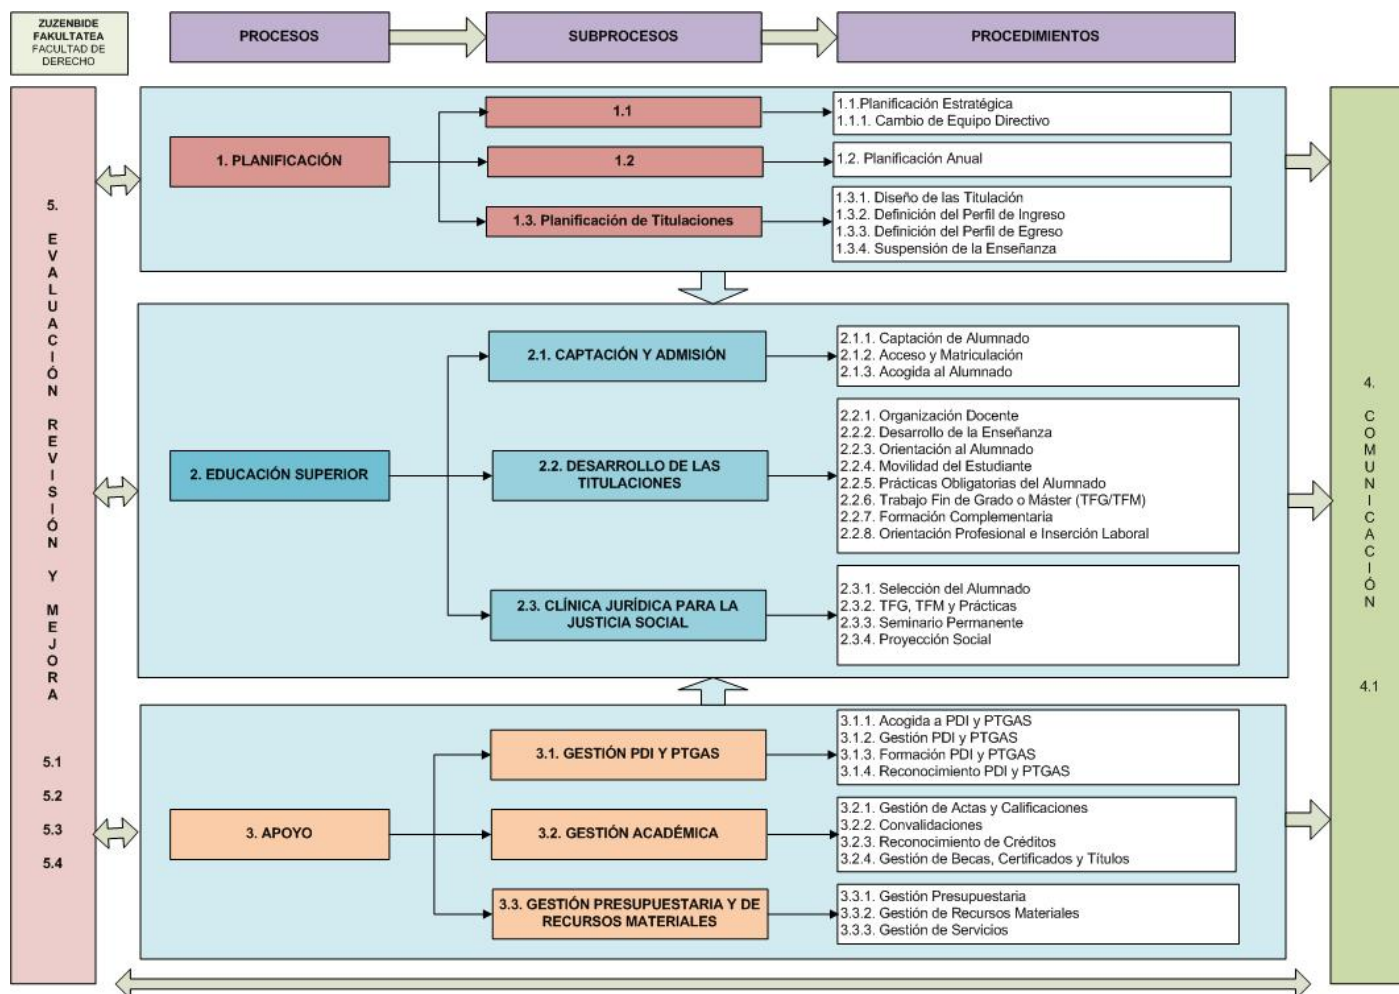 ZUZENBIDE
FAKULTATEA
FACULTAD DE
DERECHO
PROCESOS
SUBPROCESOS
PROCEDIMIENTOS
5. EVALUACIÓN REVISIÓN Y MEJORA
5.1
5.2
5.3
5.4
1. PLANIFICACIÓN
1.1
1.1.Planificación Estratégica
1.1.1. Cambio de Equipo Directivo
1.2
1.2. Planificación Anual
1.3. Planificación de Titulaciones
1.3.1. Diseño de las Titulación
1.3.2. Definición del Perfil de Ingreso
1.3.3. Definición del Perfil de Egreso
1.3.4. Suspensión de la Enseñanza
2. EDUCACIÓN SUPERIOR
2.1. CAPTACIÓN Y ADMISIÓN
2.1.1. Captación de Alumnado
2.1.2. Acceso y Matriculación
2.1.3. Acogida al Alumnado
2.2. DESARROLLO DE LAS
TITULACIONES
2.2.1. Organización Docente
2.2.2. Desarrollo de la Enseñanza
2.2.3. Orientación al Alumnado
2.2.4. Movilidad del Estudiante
2.2.5. Prácticas Obligatorias del Alumnado
2.2.6. Trabajo Fin de Grado o Máster (TFG/TFM)
2.2.7. Formación Complementaria
2.2.8. Orientación Profesional e Inserción Laboral
2.3. CLÍNICA JURÍDICA PARA LA
JUSTICIA SOCIAL
2.3.1. Selección del Alumnado
2.3.2. TFG, TFM y Prácticas
2.3.3. Seminario Permanente
2.3.4. Proyección Social
3. APOYO
3.1. GESTIÓN PDI Y PTGAS
3.1.1. Acogida a PDI y PTGAS
3.1.2. Gestión PDI y PTGAS
3.1.3. Formación PDI y PTGAS
3.1.4. Reconocimiento PDI y PTGAS
3.2. GESTIÓN ACADÉMICA
3.2.1. Gestión de Actas y Calificaciones
3.2.2. Convalidaciones
3.2.3. Reconocimiento de Créditos
3.2.4. Gestión de Becas, Certificados y Títulos
3.3. GESTIÓN PRESUPUESTARIA Y DE
RECURSOS MATERIALES
3.3.1. Gestión Presupuestaria
3.3.2. Gestión de Recursos Materiales
3.3.3. Gestión de Servicios
4. COMUNICACIÓN
4.1